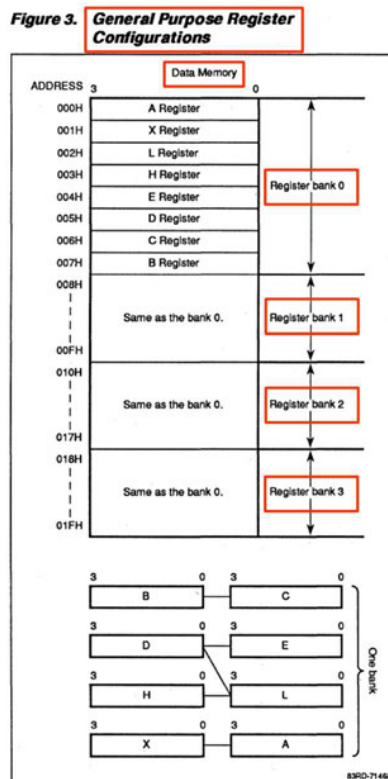 Figure 3. General Purpose Register
Configurations
Data Memory
ADDRESS 3 0
000H A Register
001H X Register
002H L Register
003H H Register
004H E Register
005H D Register
006H C Register
007H B Register
Register bank 0
008H
Same as the bank 0.
Register bank 1
00FH
010H
Same as the bank 0.
Register bank 2
017H
018H
Same as the bank 0.
Register bank 3
01FH
3 0 3 0
B C
3 0 3 0
D E
3 0 3 0
H L
3 0 3 0
X A
One bank